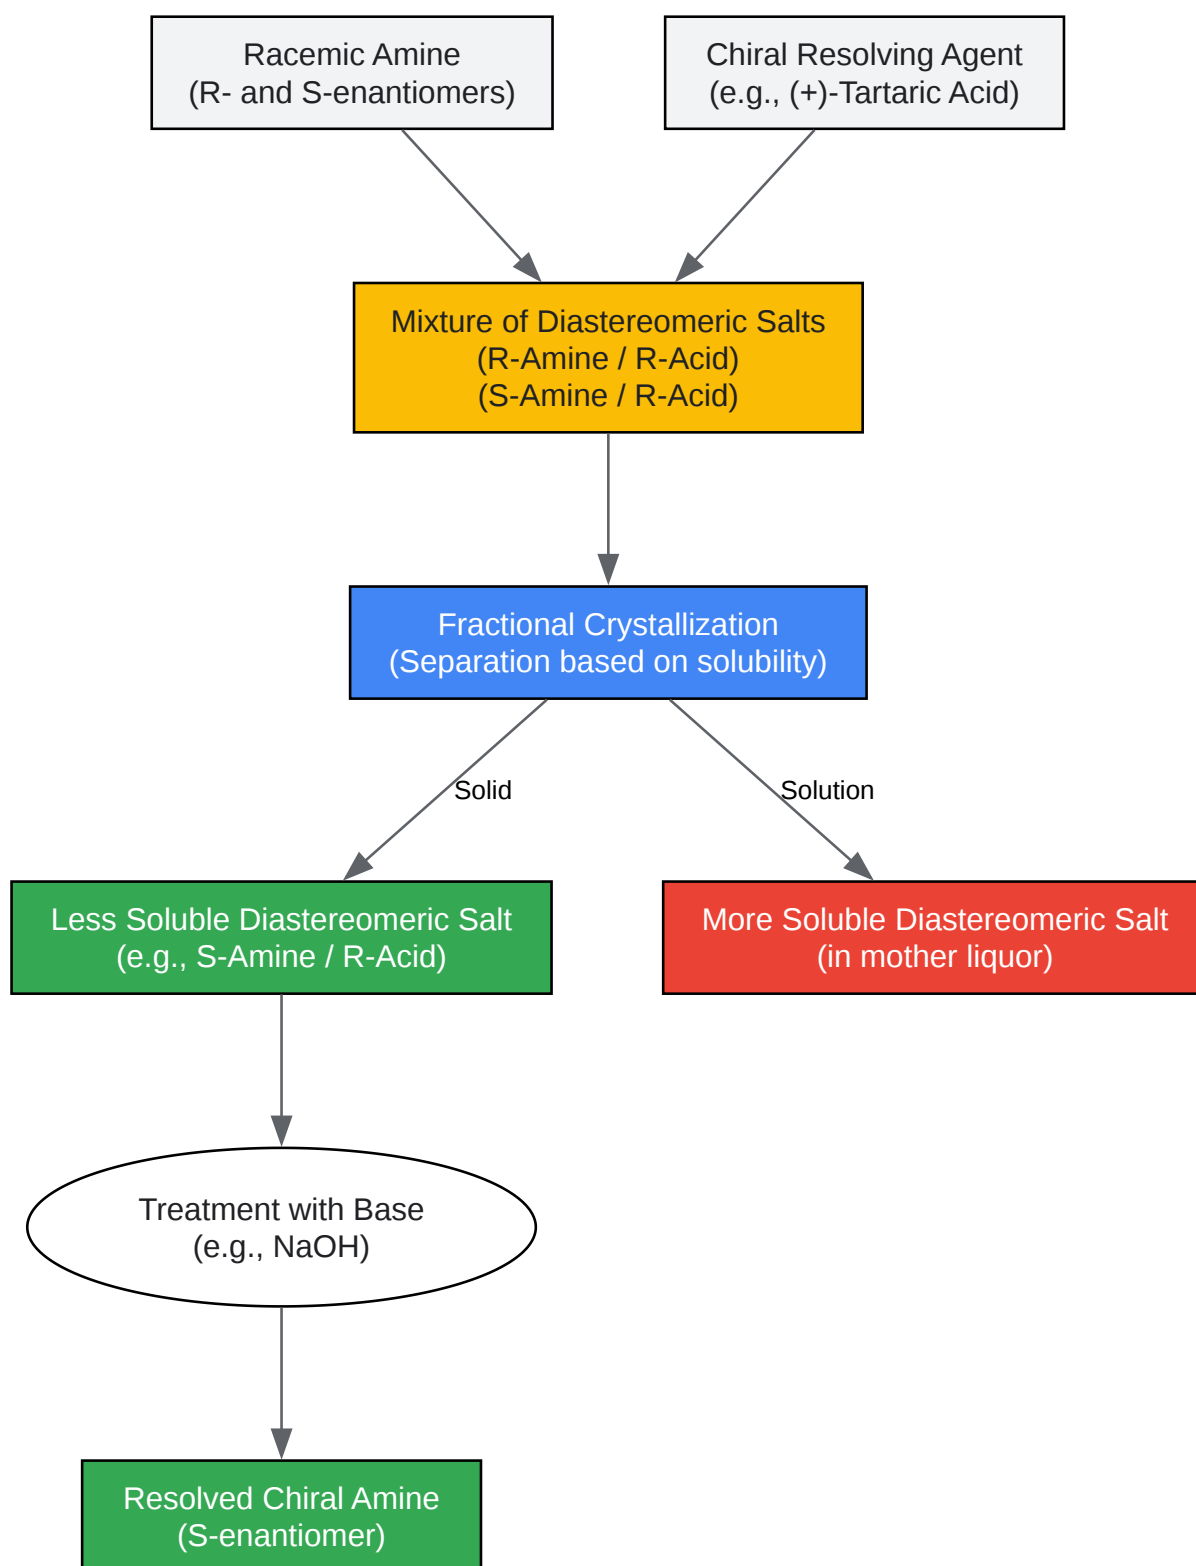 Racemic Amine
(R- and S-enantiomers)
Chiral Resolving Agent
(e.g., (+)-Tartaric Acid)
Mixture of Diastereomeric Salts
(R-Amine / R-Acid)
(S-Amine / R-Acid)
Fractional Crystallization
(Separation based on solubility)
Solid
Solution
Less Soluble Diastereomeric Salt
(e.g., S-Amine / R-Acid)
More Soluble Diastereomeric Salt
(in mother liquor)
Treatment with Base
(e.g., NaOH)
Resolved Chiral Amine
(S-enantiomer)